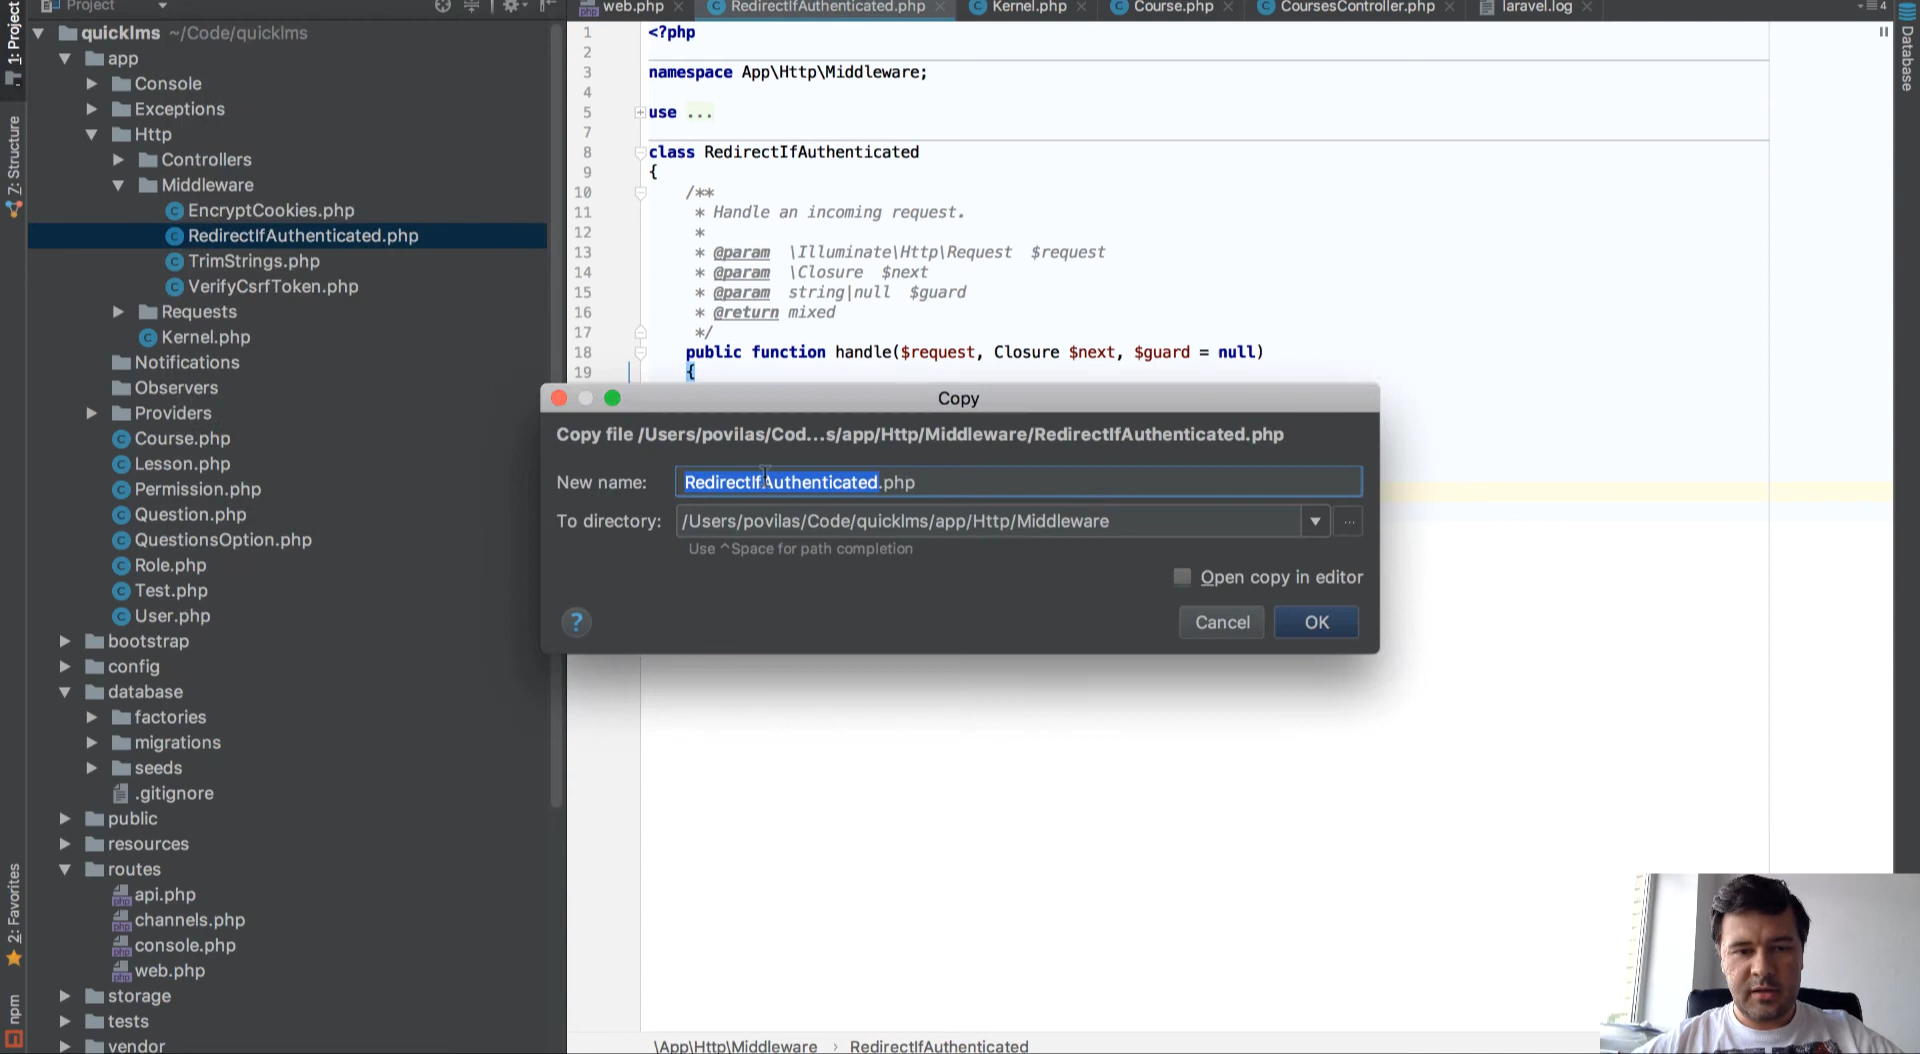 Project
web.php
RedirectIfAuthenticated.php
Kernel.php
Course.php
CoursesController.php
laravel.log
4
1: Project
7: Structure
2: Favorites
npm
Database
quicklms ~/Code/quicklms
app
Console
Exceptions
Http
Controllers
Middleware
EncryptCookies.php
RedirectIfAuthenticated.php
TrimStrings.php
VerifyCsrfToken.php
Requests
Kernel.php
Notifications
Observers
Providers
Course.php
Lesson.php
Permission.php
Question.php
QuestionsOption.php
Role.php
Test.php
User.php
bootstrap
config
database
factories
migrations
seeds
.gitignore
public
resources
routes
api.php
channels.php
console.php
web.php
storage
tests
vendor
1 <?php
2
3 namespace App\Http\Middleware;
4
5 use ...
7
8 class RedirectIfAuthenticated
9 {
10 /**
11 * Handle an incoming request.
12 *
13 * @param \Illuminate\Http\Request $request
14 * @param \Closure $next
15 * @param string|null $guard
16 * @return mixed
17 */
18 public function handle($request, Closure $next, $guard = null)
19 {
Copy
Copy file /Users/povilas/Cod...s/app/Http/Middleware/RedirectIfAuthenticated.php
New name: RedirectIfAuthenticated.php
To directory: /Users/povilas/Code/quicklms/app/Http/Middleware
...
Use ^Space for path completion
Open copy in editor
?
Cancel
OK
\App\Http\Middleware › RedirectIfAuthenticated